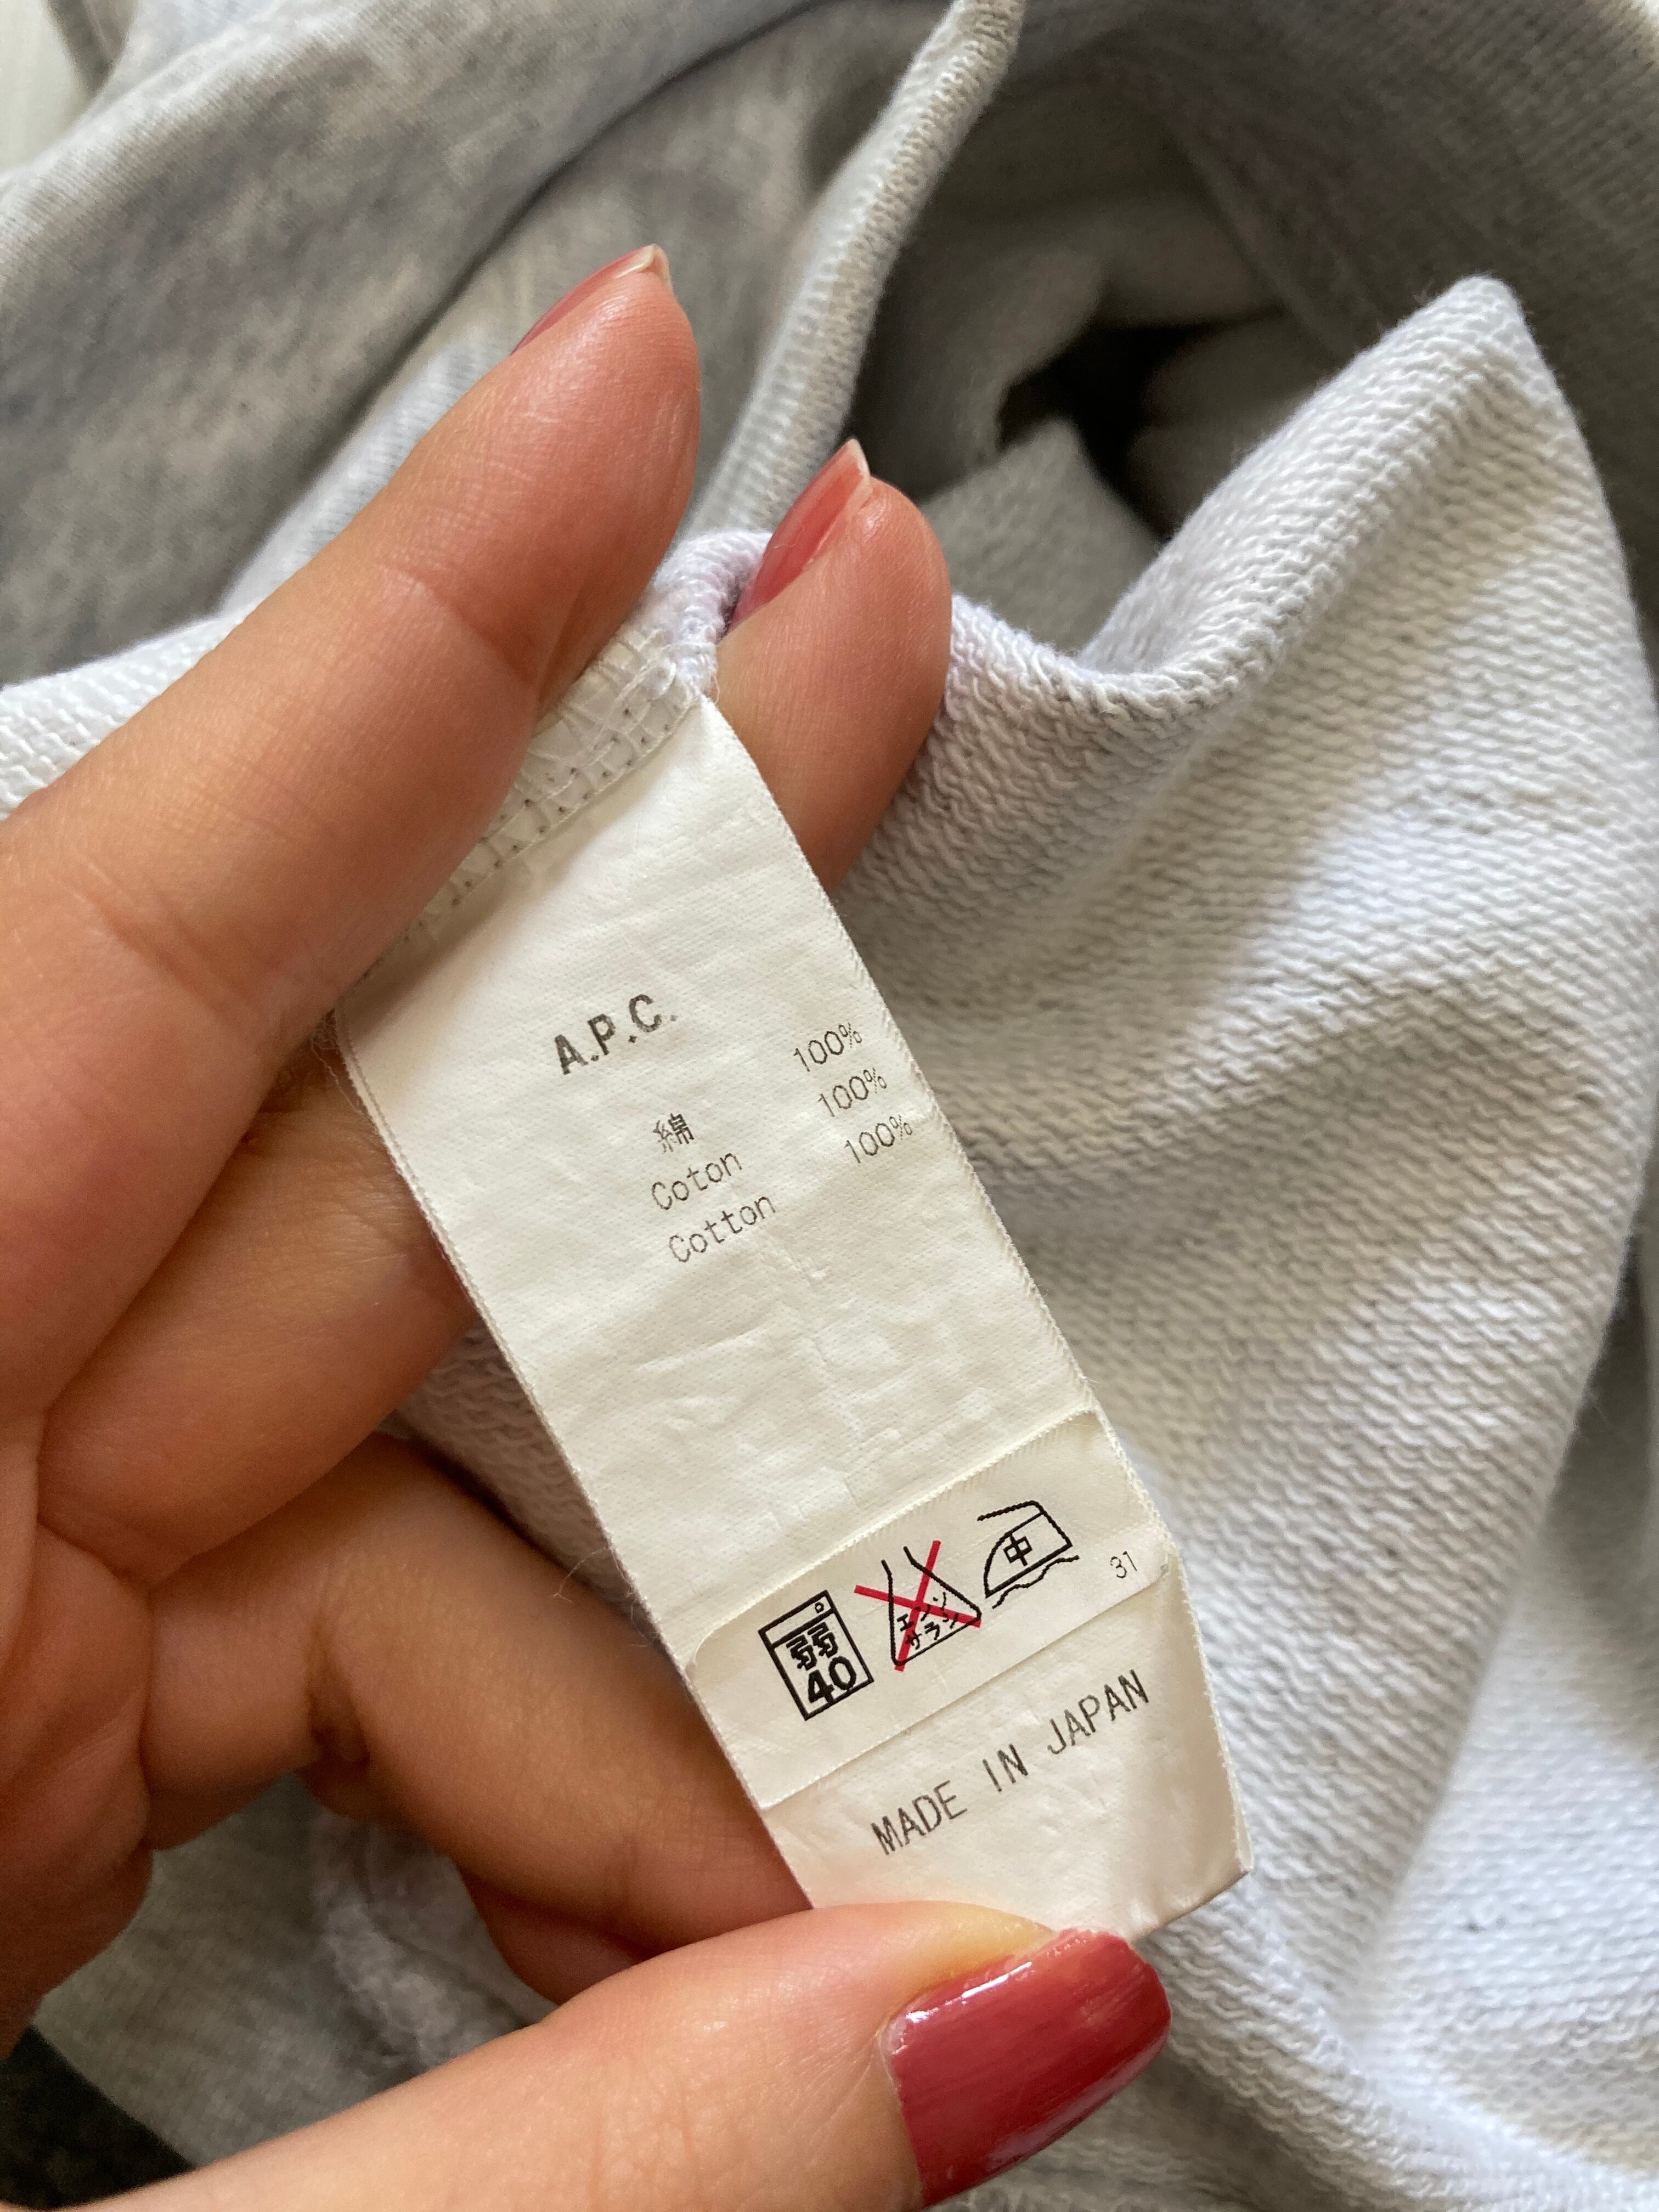 A.P.C.
綿 100%
Coton 100%
Cotton 100%
弱 40
エンソ サラシ
中
31
MADE IN JAPAN